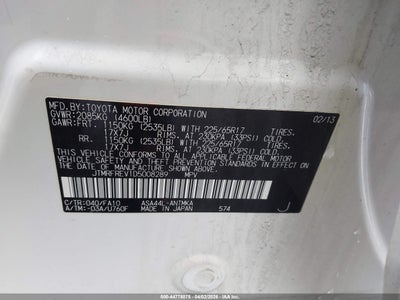 MFD.BY:TOYOTA MOTOR CORPORATION 02/13
GVWR:2085KG (4600LB)
GAWR:FRT. 1150KG (2535LB) WITH 225/65R17 TIRES,
17X7J RIMS, AT 230KPA (33PSI) COLD
RR. 1150KG (2535LB) WITH 225/65R17 TIRES,
17X7J RIMS, AT 230KPA (33PSI) COLD
THIS VEHICLE CONFORMS TO ALL APPLICABLE FEDERAL MOTOR
VEHICLE SAFETY, BUMPER, AND THEFT PREVENTION STANDARDS IN
EFFECT ON THE DATE OF MANUFACTURE SHOWN ABOVE.
JTMRFREV1D5008289 MPV
C/TR:040/FA10 ASA44L-ANTMKA
A/TM:-03A/U760F MADE IN JAPAN 574 J